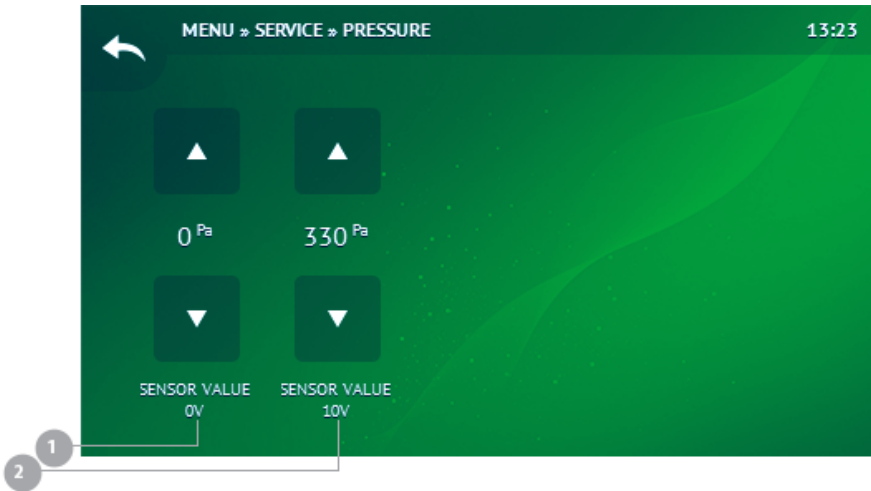 MENU » SERVICE » PRESSURE
13:23
0 Pa
330 Pa
SENSOR VALUE
0V
SENSOR VALUE
10V
1
2